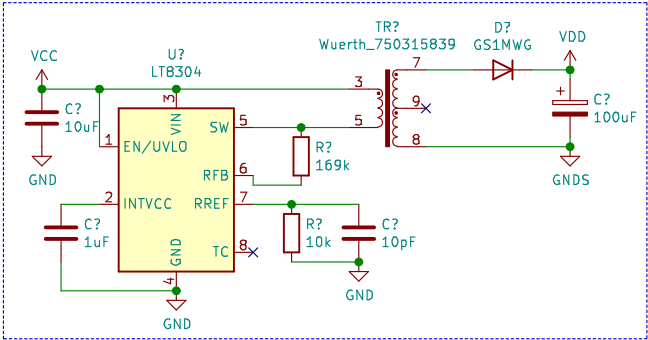 TR?
Wuerth_750315839
D?
GS1MWG
VDD
VCC
U?
LT8304
7
3
3
C?
10uF
VIN
9
+
C?
100uF
1
EN/UVLO
SW
5
5
8
R?
169k
GND
GNDS
RFB
6
2
INTVCC
RREF
7
C?
1uF
R?
10k
C?
10pF
GND
TC
8
4
GND
GND